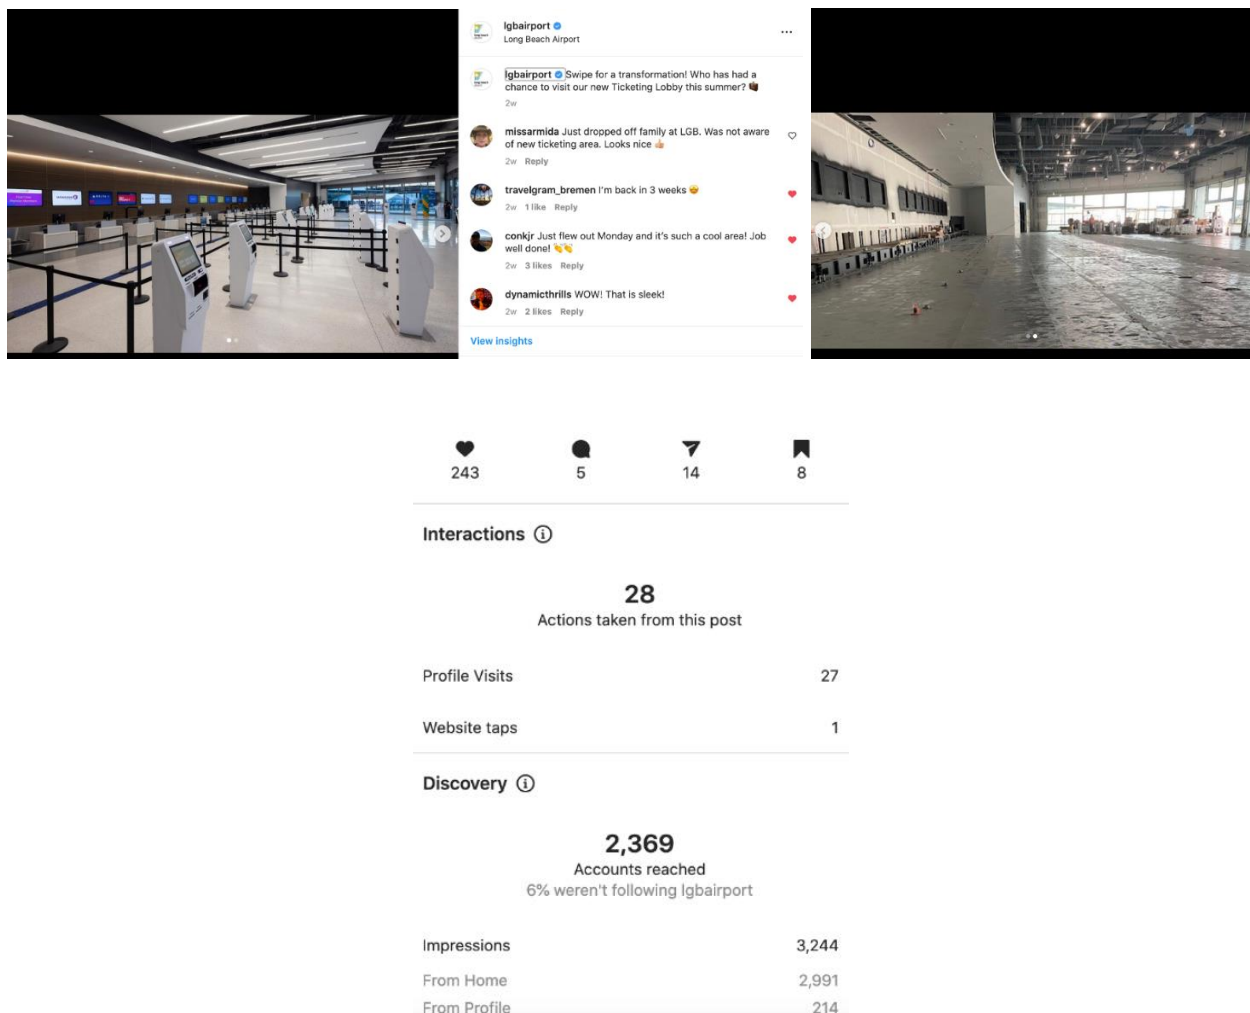 lgbairport
Long Beach Airport
lgbairport Swipe for a transformation! Who has had a
chance to visit our new Ticketing Lobby this summer? 🧳
2w
missarmida Just dropped off family at LGB. Was not aware
of new ticketing area. Looks nice 👍🏼
2w Reply
travelgram_bremen I'm back in 3 weeks 🤩
2w 1 like Reply
conkjr Just flew out Monday and it's such a cool area! Job
well done! 👏👏
2w 3 likes Reply
dynamicthrills WOW! That is sleek!
2w 2 likes Reply
View insights
243
5
14
8
Interactions
28
Actions taken from this post
Profile Visits 27
Website taps 1
Discovery
2,369
Accounts reached
6% weren't following lgbairport
Impressions 3,244
From Home 2,991
From Profile 214